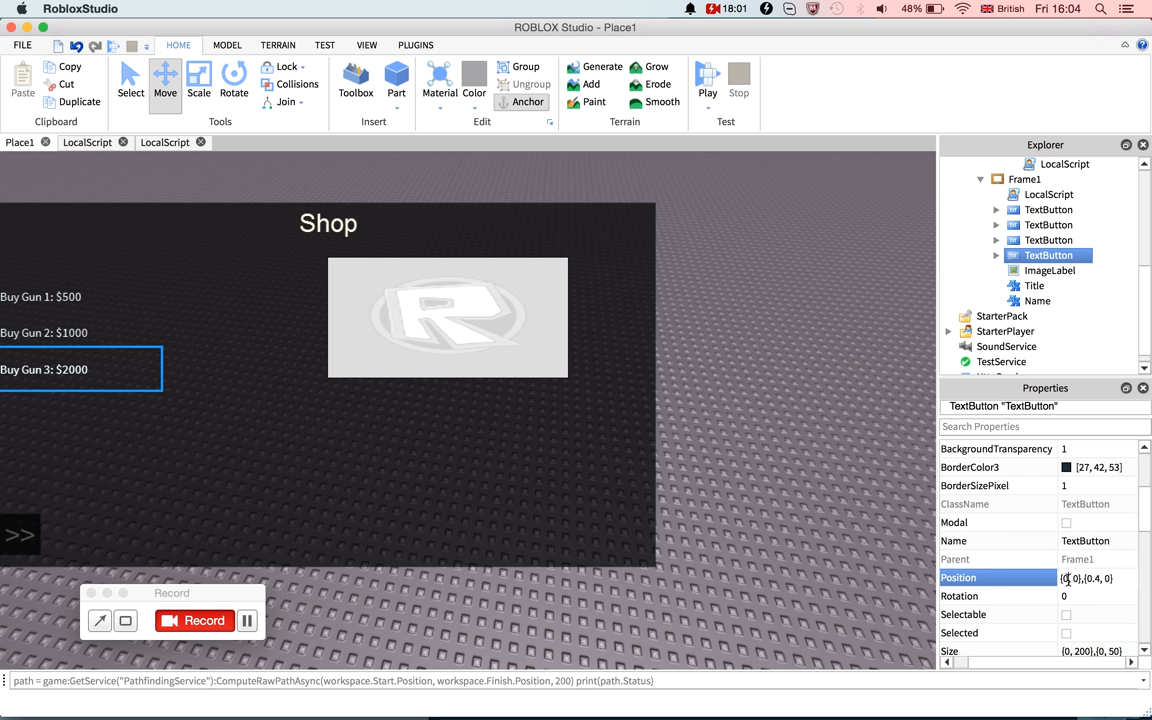 RobloxStudio
18:01
48%
British
Fri 16:04
ROBLOX Studio - Place1
FILE
HOME
MODEL
TERRAIN
TEST
VIEW
PLUGINS
Paste
Copy
Cut
Duplicate
Clipboard
Select
Move
Scale
Rotate
Lock
Collisions
Join
Tools
Toolbox
Part
Insert
Material
Color
Group
Ungroup
Anchor
Edit
Generate
Grow
Add
Erode
Paint
Smooth
Terrain
Play
Stop
Test
Place1
LocalScript
LocalScript
Shop
Buy Gun 1: $500
Buy Gun 2: $1000
Buy Gun 3: $2000
>>
Record
Record
Explorer
LocalScript
Frame1
LocalScript
TextButton
TextButton
TextButton
TextButton
ImageLabel
Title
Name
StarterPack
StarterPlayer
SoundService
TestService
Properties
TextButton "TextButton"
Search Properties
BackgroundTransparency 1
BorderColor3 [27, 42, 53]
BorderSizePixel 1
ClassName TextButton
Modal
Name TextButton
Parent Frame1
Position {0, 0},{0.4, 0}
Rotation 0
Selectable
Selected
Size {0, 200},{0, 50}
path = game:GetService("PathfindingService"):ComputeRawPathAsync(workspace.Start.Position, workspace.Finish.Position, 200) print(path.Status)